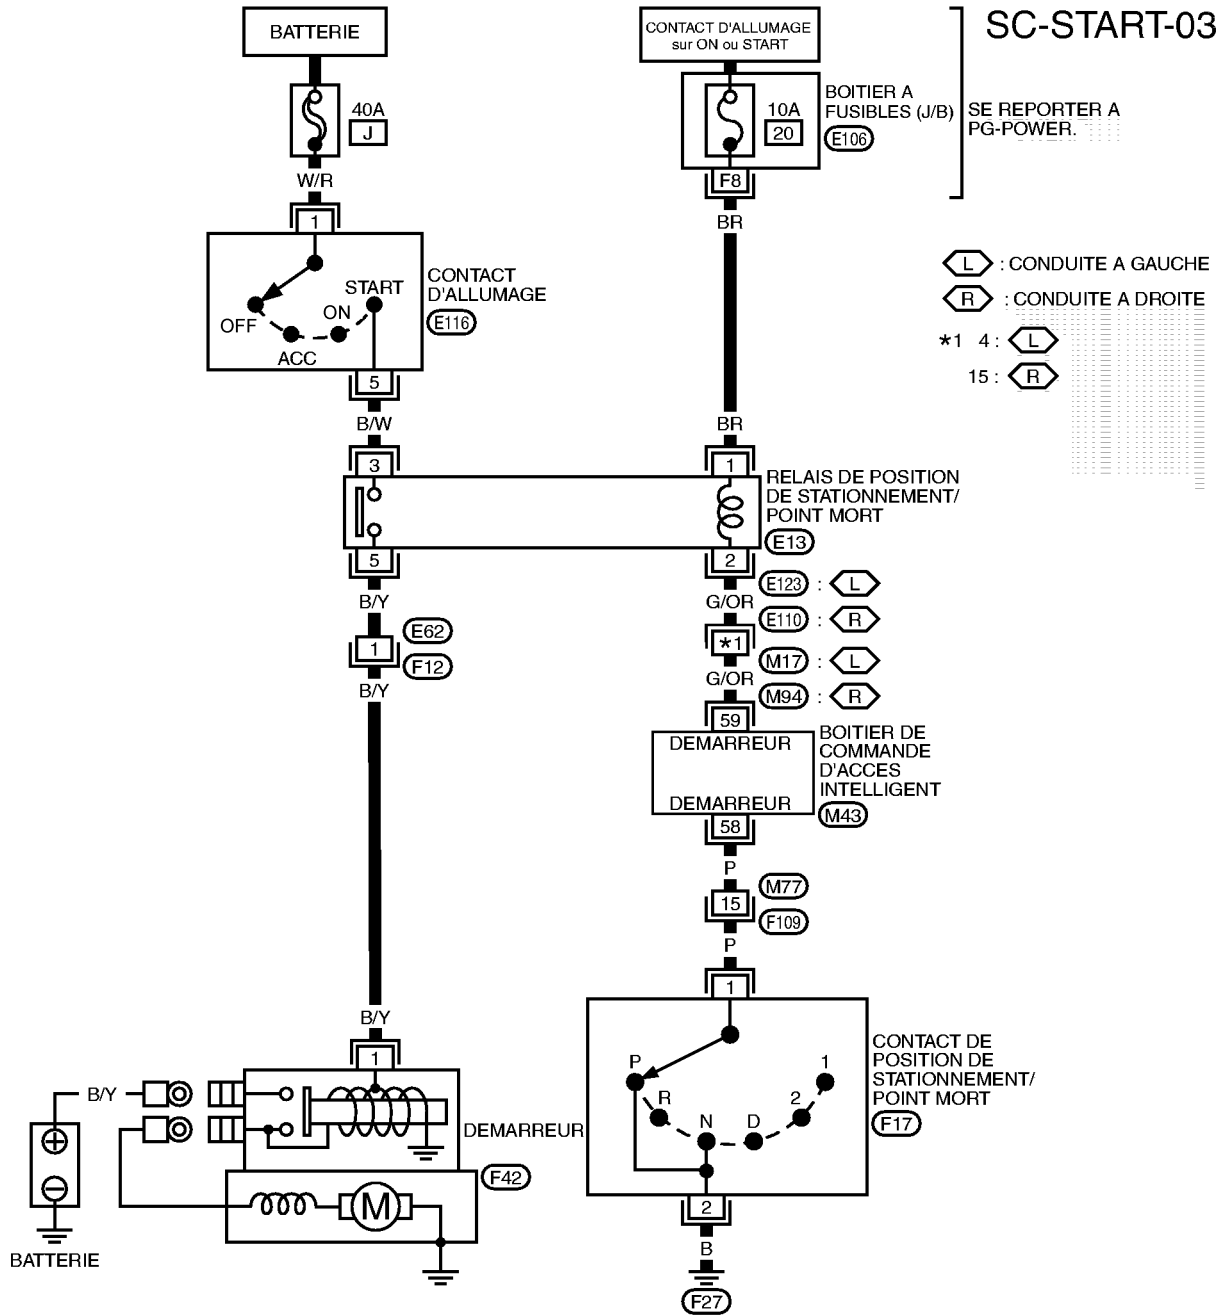 SC-START-03
BATTERIE
CONTACT D'ALLUMAGE
sur ON ou START
40A
J
10A
20
BOITIER A
FUSIBLES (J/B)
E106
SE REPORTER A
PG-POWER.
W/R
F8
1
BR
CONTACT
D'ALLUMAGE
E116
OFF
ACC
ON
START
L : CONDUITE A GAUCHE
R : CONDUITE A DROITE
*1 4 : L
15 : R
5
B/W
BR
3
1
RELAIS DE POSITION
DE STATIONNEMENT/
POINT MORT
E13
5
2
B/Y
G/OR
E123 : L
E110 : R
1
E62
F12
*1
M17 : L
M94 : R
B/Y
G/OR
59
DEMARREUR
BOITIER DE
COMMANDE
D'ACCES
INTELLIGENT
M43
DEMARREUR
58
P
15
M77
F109
P
1
B/Y
1
CONTACT DE
POSITION DE
STATIONNEMENT/
POINT MORT
F17
P
R
N
D
2
1
B/Y
DEMARREUR
F42
M
BATTERIE
2
B
F27